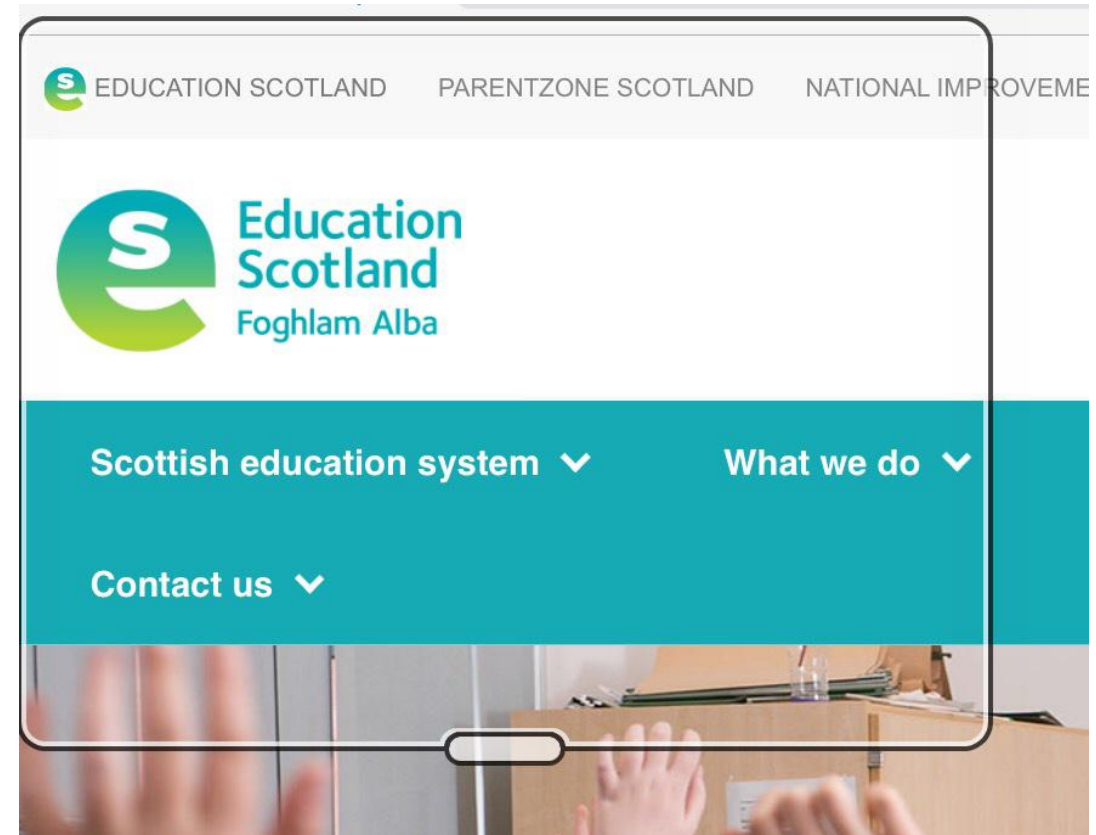 EDUCATION SCOTLAND PARENTZONE SCOTLAND NATIONAL IMPROVEME
s
Education
Scotland
Foghlam Alba
Scottish education system What we do
Contact us